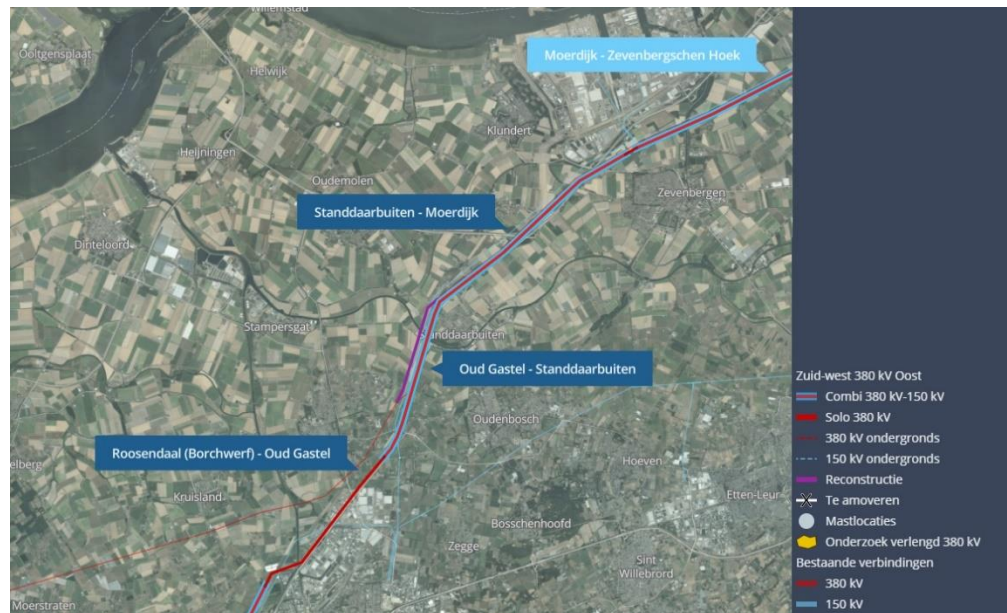 Willemstad
Ooltgensplaat
Helwijk
Moerdijk - Zevenbergschen Hoek
Klundert
Heijningen
Oudemolen
Zevenbergen
Standdaarbuiten - Moerdijk
Dinteloord
Stampersgat
Standdaarbuiten
Oud Gastel - Standdaarbuiten
Oudenbosch
Roosendaal (Borchwerf) - Oud Gastel
Hoeven
elberg
Kruisland
Etten-Leur
Bosschenhoofd
Zegge
Sint
Willebrord
Moerstraten
Zuid-west 380 kV Oost
Combi 380 kV-150 kV
Solo 380 kV
380 kV ondergronds
150 kV ondergronds
Reconstructie
Te amoveren
Mastlocaties
Onderzoek verlengd 380 kV
Bestaande verbindingen
380 kV
150 kV